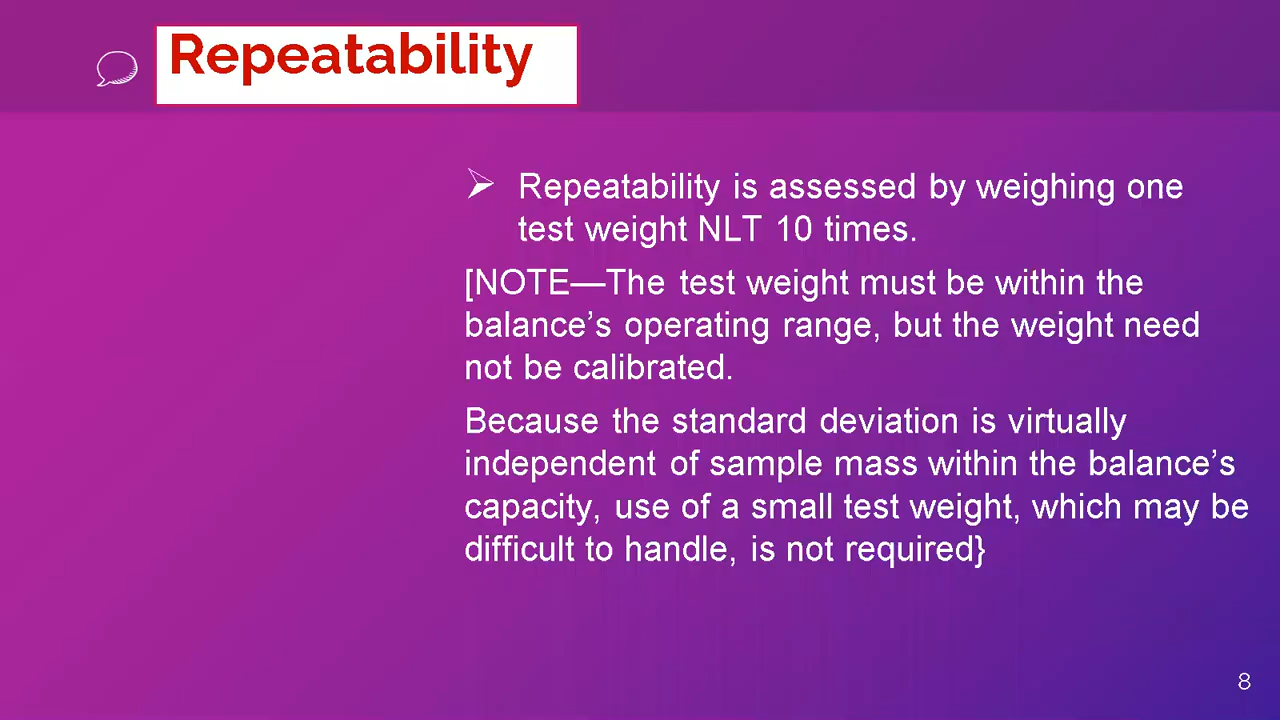 Repeatability
➢ Repeatability is assessed by weighing one
test weight NLT 10 times.
[NOTE—The test weight must be within the
balance’s operating range, but the weight need
not be calibrated.
Because the standard deviation is virtually
independent of sample mass within the balance’s
capacity, use of a small test weight, which may be
difficult to handle, is not required}
8